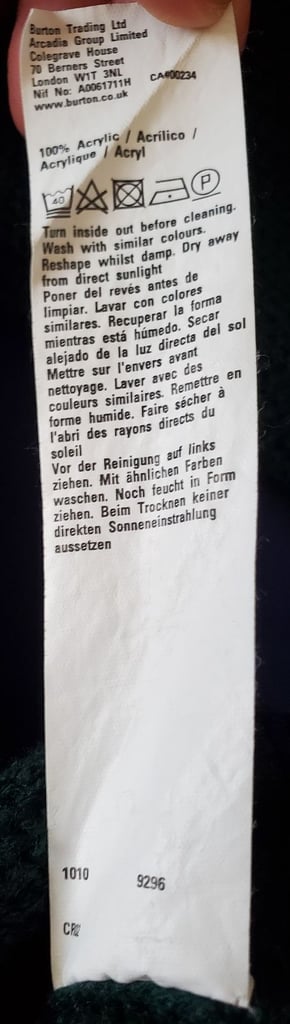 Burton Trading Ltd
Arcadia Group Limited
Colegrave House
70 Berners Street
London W1T 3NL
Nif No: A0061711H CA#00234
www.burton.co.uk
100% Acrylic / Acrílico /
Acrylique / Acryl
40 P
Turn inside out before cleaning.
Wash with similar colours.
Reshape whilst damp. Dry away
from direct sunlight
Poner del revés antes de
limpiar. Lavar con colores
similares. Recuperar la forma
mientras está húmedo. Secar
alejado de la luz directa del sol
Mettre sur l'envers avant
nettoyage. Laver avec des
couleurs similaires. Remettre en
forme humide. Faire sécher à
l'abri des rayons directs du
soleil
Vor der Reinigung auf links
ziehen. Mit ähnlichen Farben
waschen. Noch feucht in Form
ziehen. Beim Trocknen keiner
direkten Sonneneinstrahlung
aussetzen
1010 9296